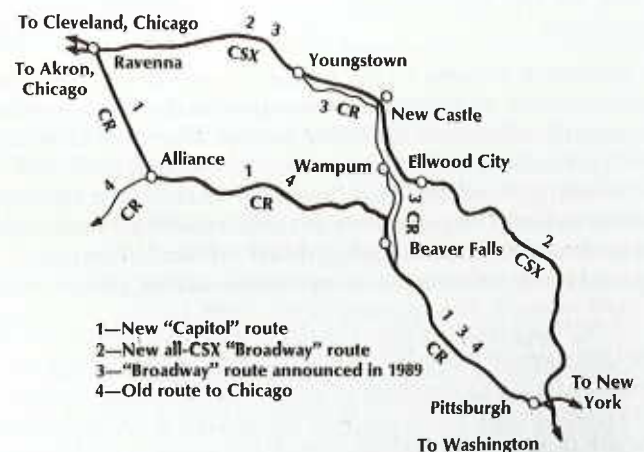 To Cleveland, Chicago
2 3
CSX
To Akron,
Chicago
Ravenna
Youngstown
1
CR
3 CR
New Castle
Alliance
Wampum
Ellwood City
4
CR
1
CR
4
3
CR
2
CSX
Beaver Falls
1—New "Capitol" route
2—New all-CSX "Broadway" route
3—"Broadway" route announced in 1989
4—Old route to Chicago
1 3 4
CR
Pittsburgh
To New
York
To Washington